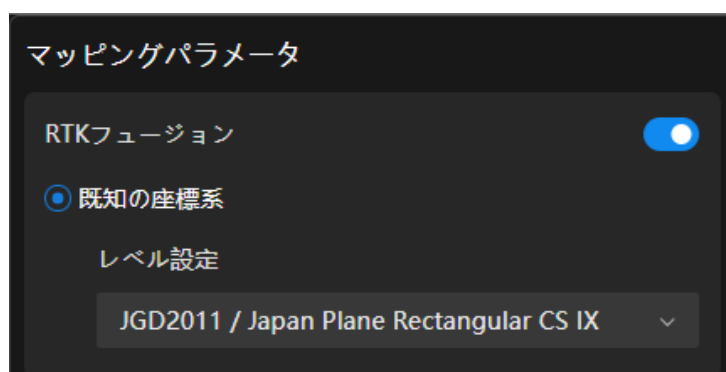 マッピングパラメータ
RTKフュージョン
既知の座標系
レベル設定
JGD2011 / Japan Plane Rectangular CS IX